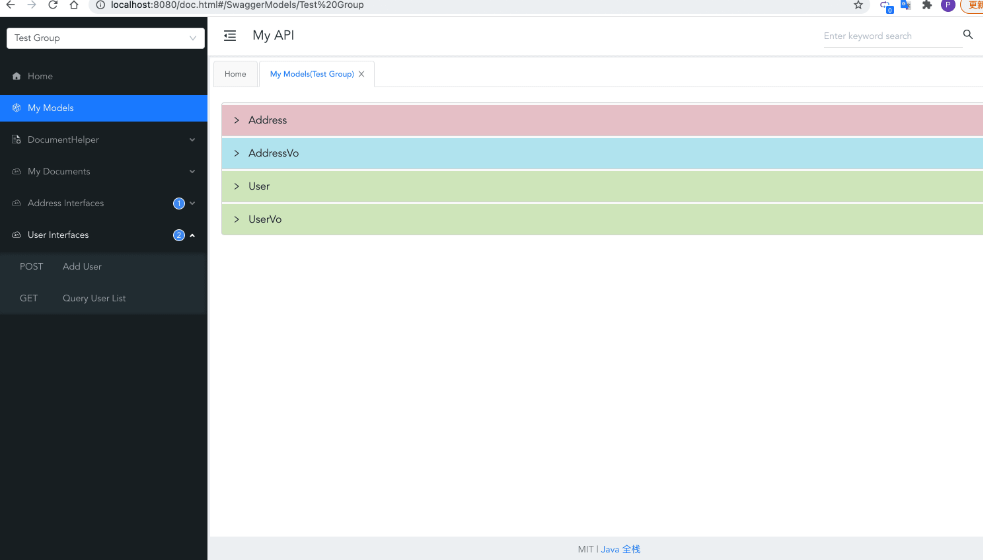 localhost:8080/doc.html#/SwaggerModels/Test%20Group
6
P
更新
Test Group
My API
Enter keyword search
Home
Home
My Models(Test Group)
My Models
DocumentHelper
My Documents
Address interfaces 1
User Interfaces 2
POST Add User
GET Query User List
Address
AddressVo
User
UserVo
MIT | Java 全栈